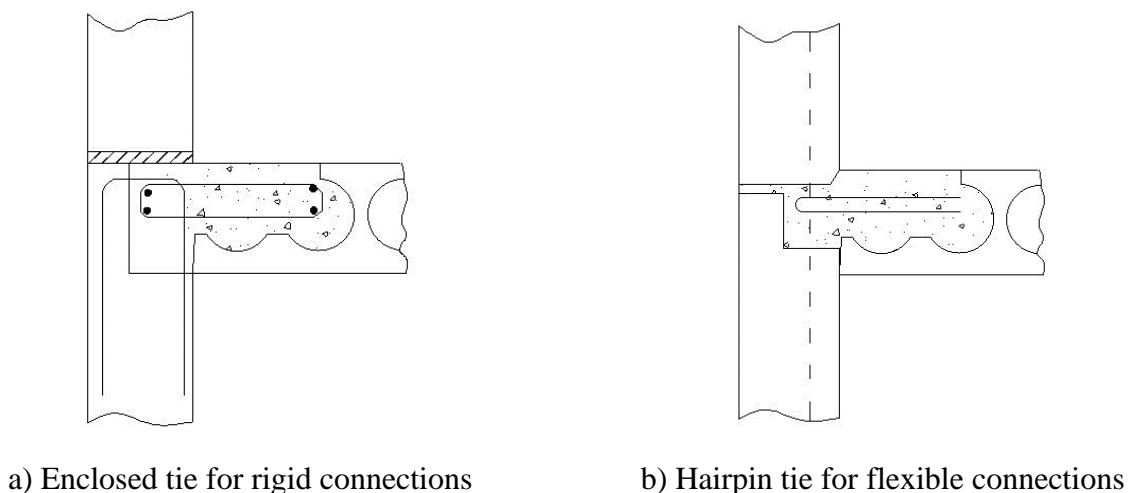 a) Enclosed tie for rigid connections
b) Hairpin tie for flexible connections